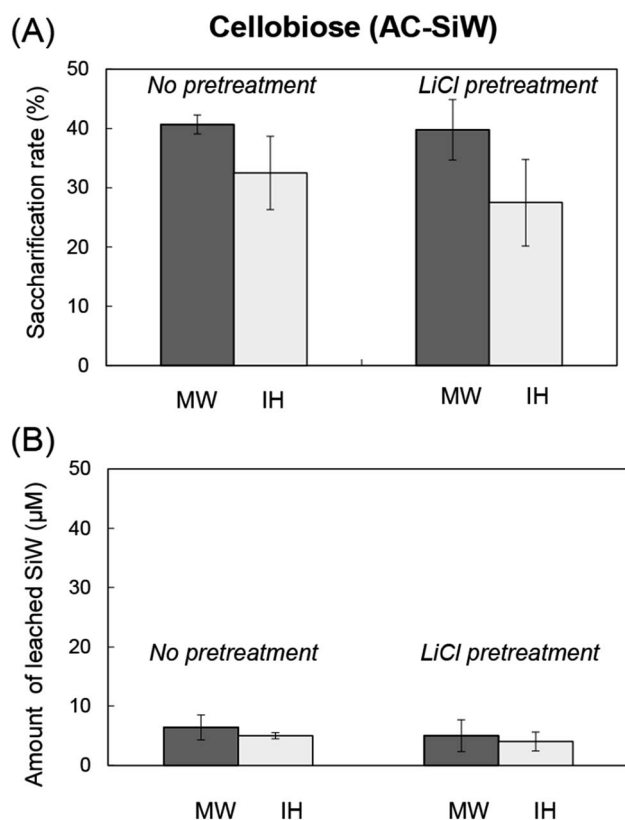 (A)
Cellobiose (AC-SiW)
Saccharification rate (%)
50
40
30
20
10
0
No pretreatment
LiCl pretreatment
MW
IH
MW
IH
(B)
Amount of leached SiW (μM)
50
40
30
20
10
0
No pretreatment
LiCl pretreatment
MW
IH
MW
IH